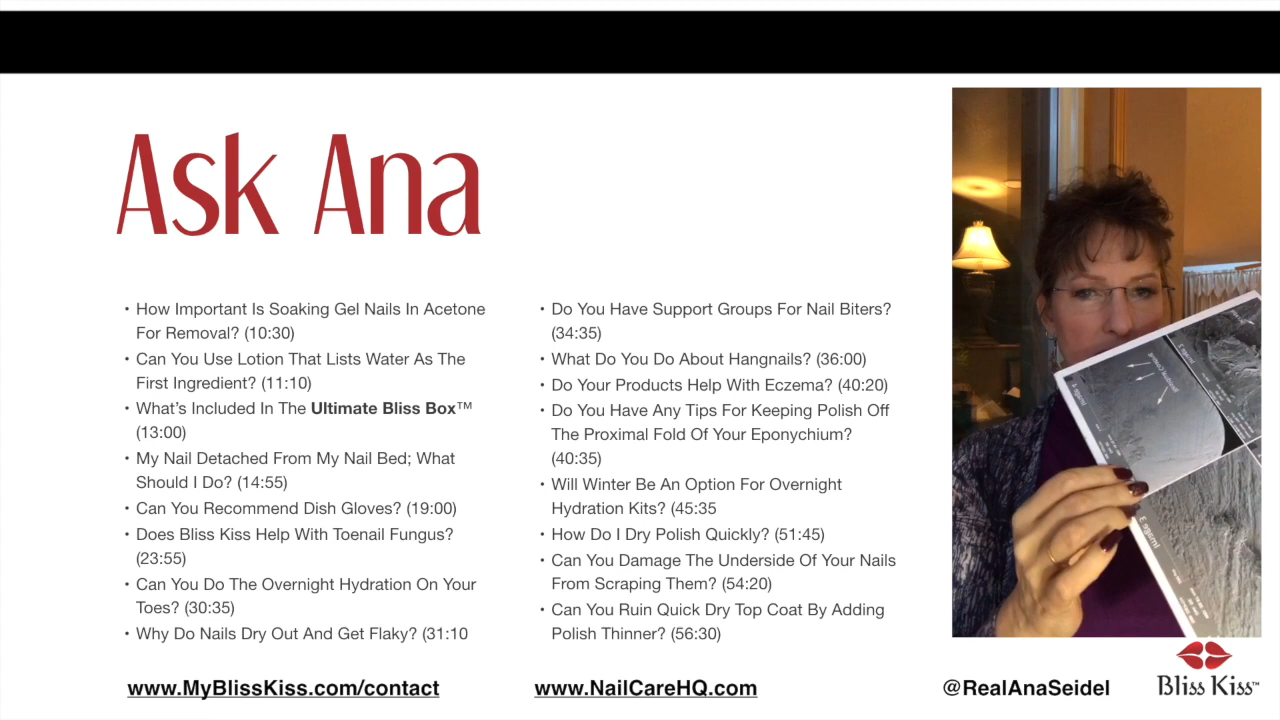 Ask Ana
• How Important Is Soaking Gel Nails In Acetone
For Removal? (10:30)
• Can You Use Lotion That Lists Water As The
First Ingredient? (11:10)
• What's Included In The Ultimate Bliss Box™
(13:00)
• My Nail Detached From My Nail Bed; What
Should I Do? (14:55)
• Can You Recommend Dish Gloves? (19:00)
• Does Bliss Kiss Help With Toenail Fungus?
(23:55)
• Can You Do The Overnight Hydration On Your
Toes? (30:35)
• Why Do Nails Dry Out And Get Flaky? (31:10
• Do You Have Support Groups For Nail Biters?
(34:35)
• What Do You Do About Hangnails? (36:00)
• Do Your Products Help With Eczema? (40:20)
• Do You Have Any Tips For Keeping Polish Off
The Proximal Fold Of Your Eponychium?
(40:35)
• Will Winter Be An Option For Overnight
Hydration Kits? (45:35
• How Do I Dry Polish Quickly? (51:45)
• Can You Damage The Underside Of Your Nails
From Scraping Them? (54:20)
• Can You Ruin Quick Dry Top Coat By Adding
Polish Thinner? (56:30)
www.MyBlissKiss.com/contact
www.NailCareHQ.com
@RealAnaSeidel
Bliss Kiss™